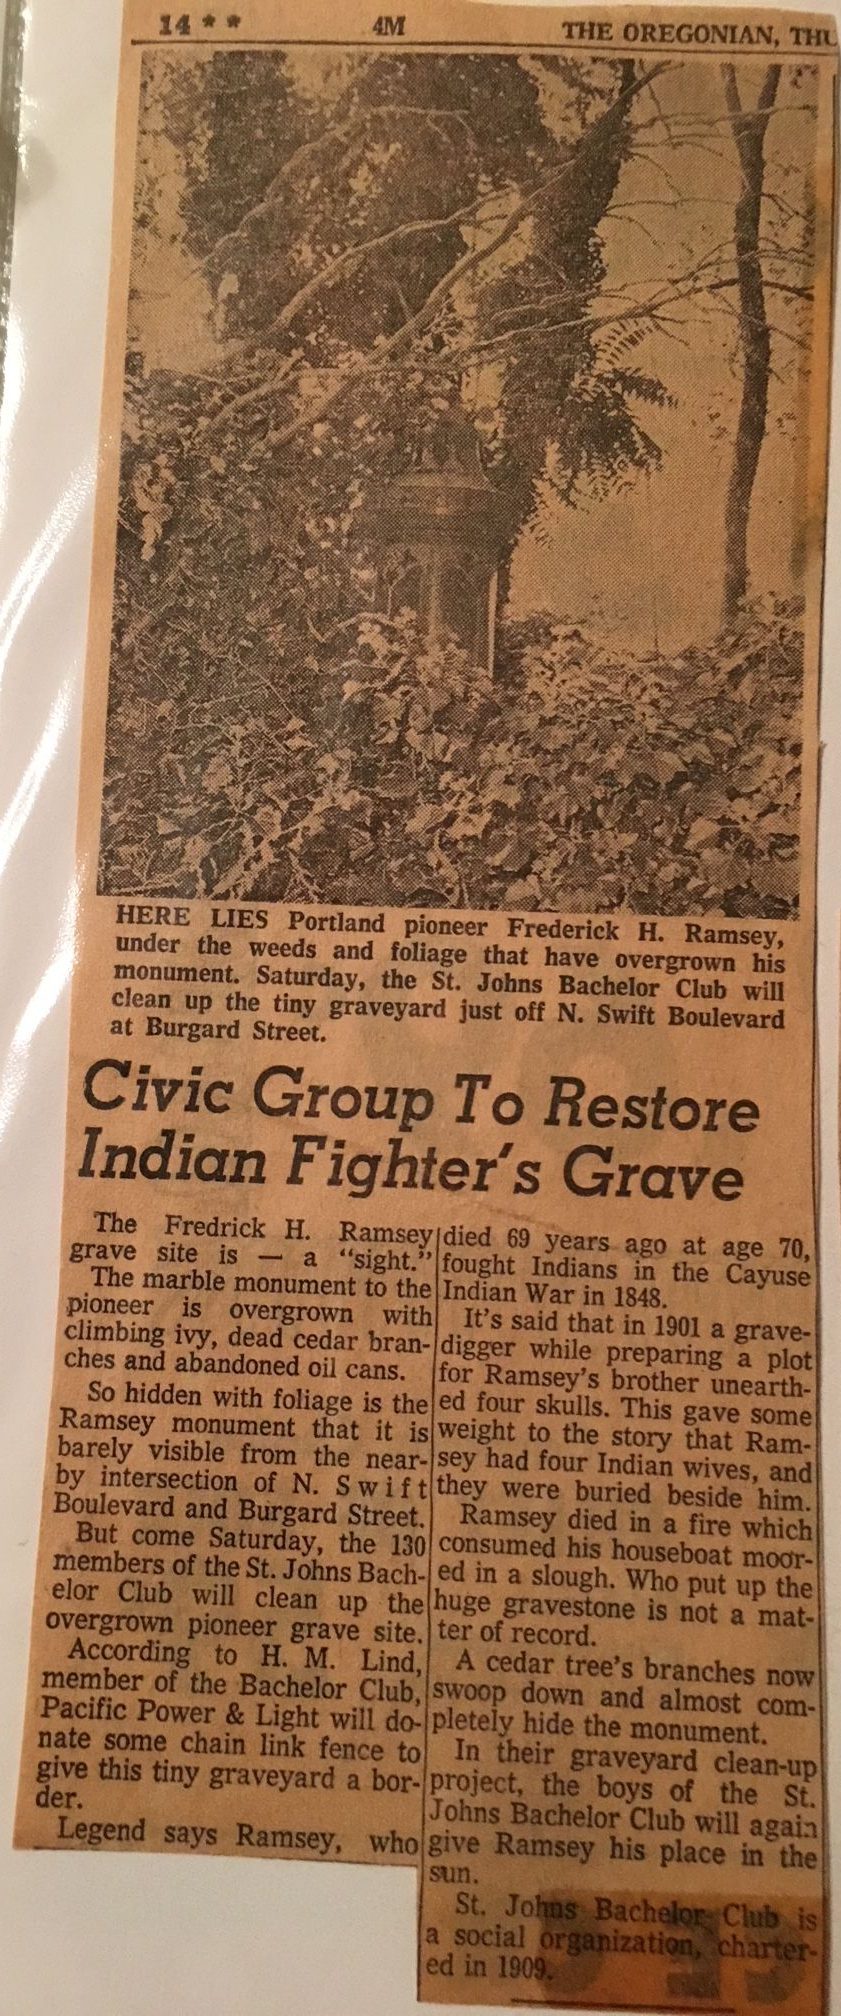 14 * *
4M
THE OREGONIAN, THU
HERE LIES Portland pioneer Frederick H. Ramsey,
under the weeds and foliage that have overgrown his
monument. Saturday, the St. Johns Bachelor Club will
clean up the tiny graveyard just off N. Swift Boulevard
at Burgard Street.
Civic Group To Restore
Indian Fighter's Grave
The Fredrick H. Ramsey
grave site is — a "sight."
The marble monument to the
pioneer is overgrown with
climbing ivy, dead cedar bran-
ches and abandoned oil cans.
So hidden with foliage is the
Ramsey monument that it is
barely visible from the near-
by intersection of N. Swift
Boulevard and Burgard Street.
But come Saturday, the 130
members of the St. Johns Bach-
elor Club will clean up the
overgrown pioneer grave site.
According to H. M. Lind,
member of the Bachelor Club,
Pacific Power & Light will do-
nate some chain link fence to
give this tiny graveyard a bor-
der.
Legend says Ramsey, who
died 69 years ago at age 70,
fought Indians in the Cayuse
Indian War in 1848.
It's said that in 1901 a grave-
digger while preparing a plot
for Ramsey's brother unearth-
ed four skulls. This gave some
weight to the story that Ram-
sey had four Indian wives, and
they were buried beside him.
Ramsey died in a fire which
consumed his houseboat moor-
ed in a slough. Who put up the
huge gravestone is not a mat-
ter of record.
A cedar tree's branches now
swoop down and almost com-
pletely hide the monument.
In their graveyard clean-up
project, the boys of the St.
Johns Bachelor Club will again
give Ramsey his place in the
sun.
St. Johns Bachelor Club is
a social organization, charter-
ed in 1909.